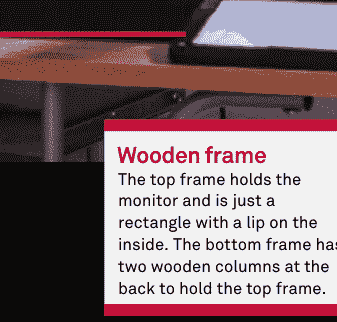 Wooden frame
The top frame holds the
monitor and is just a
rectangle with a lip on the
inside. The bottom frame has
two wooden columns at the
back to hold the top frame.